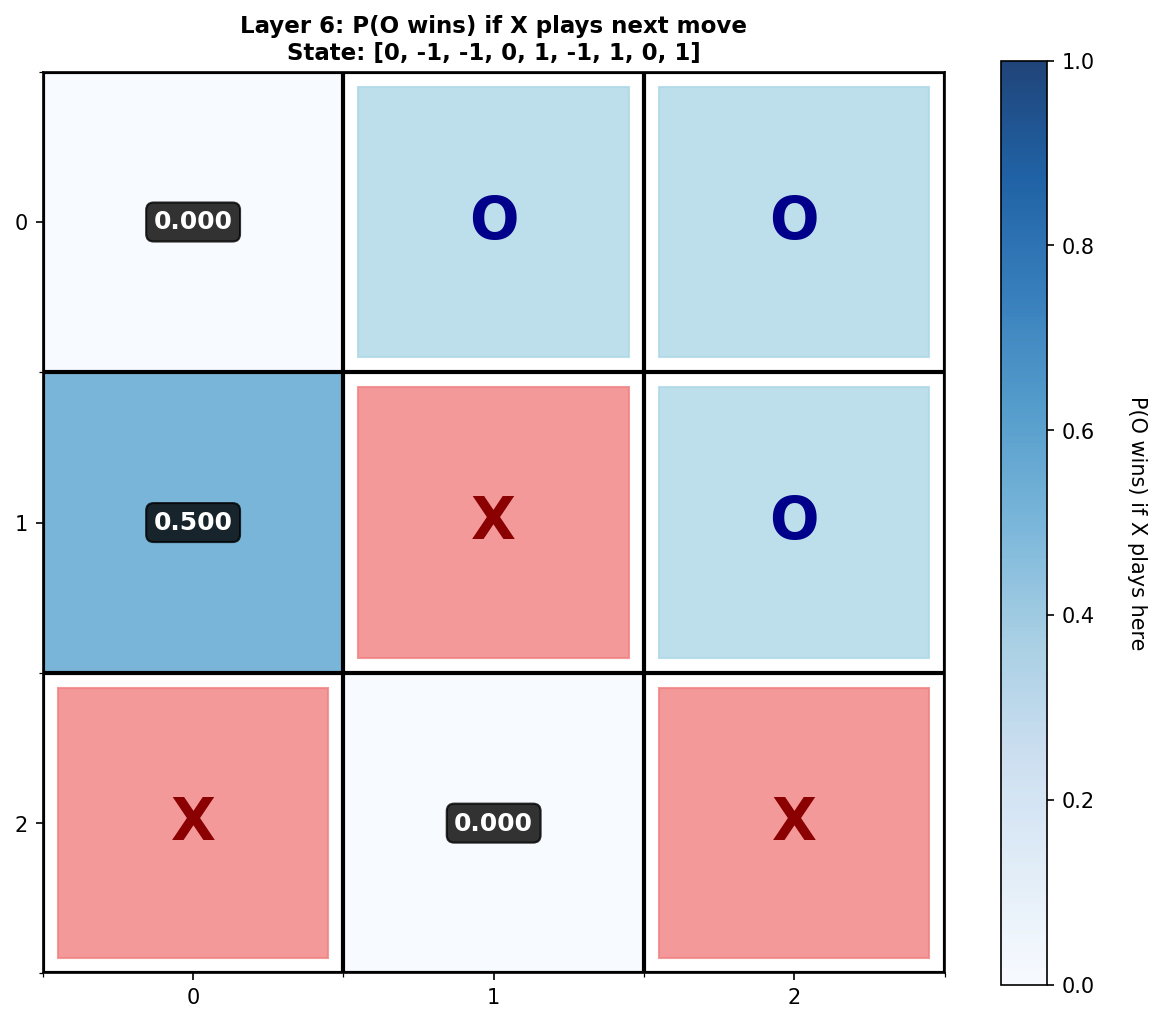 Layer 6: P(O wins) if X plays next move
State: [0, -1, -1, 0, 1, -1, 1, 0, 1]
0
0.000
O
O
1
0.500
X
O
2
X
0.000
X
0
1
2
1.0
0.8
0.6
0.4
0.2
0.0
P(O wins) if X plays here